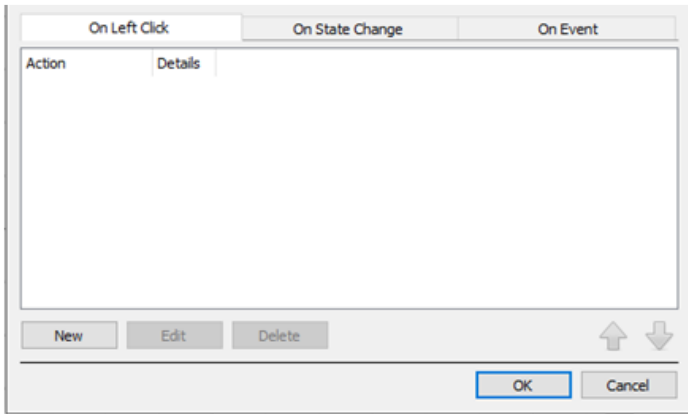 On Left Click On State Change On Event
Action Details
New Edit Delete
OK Cancel